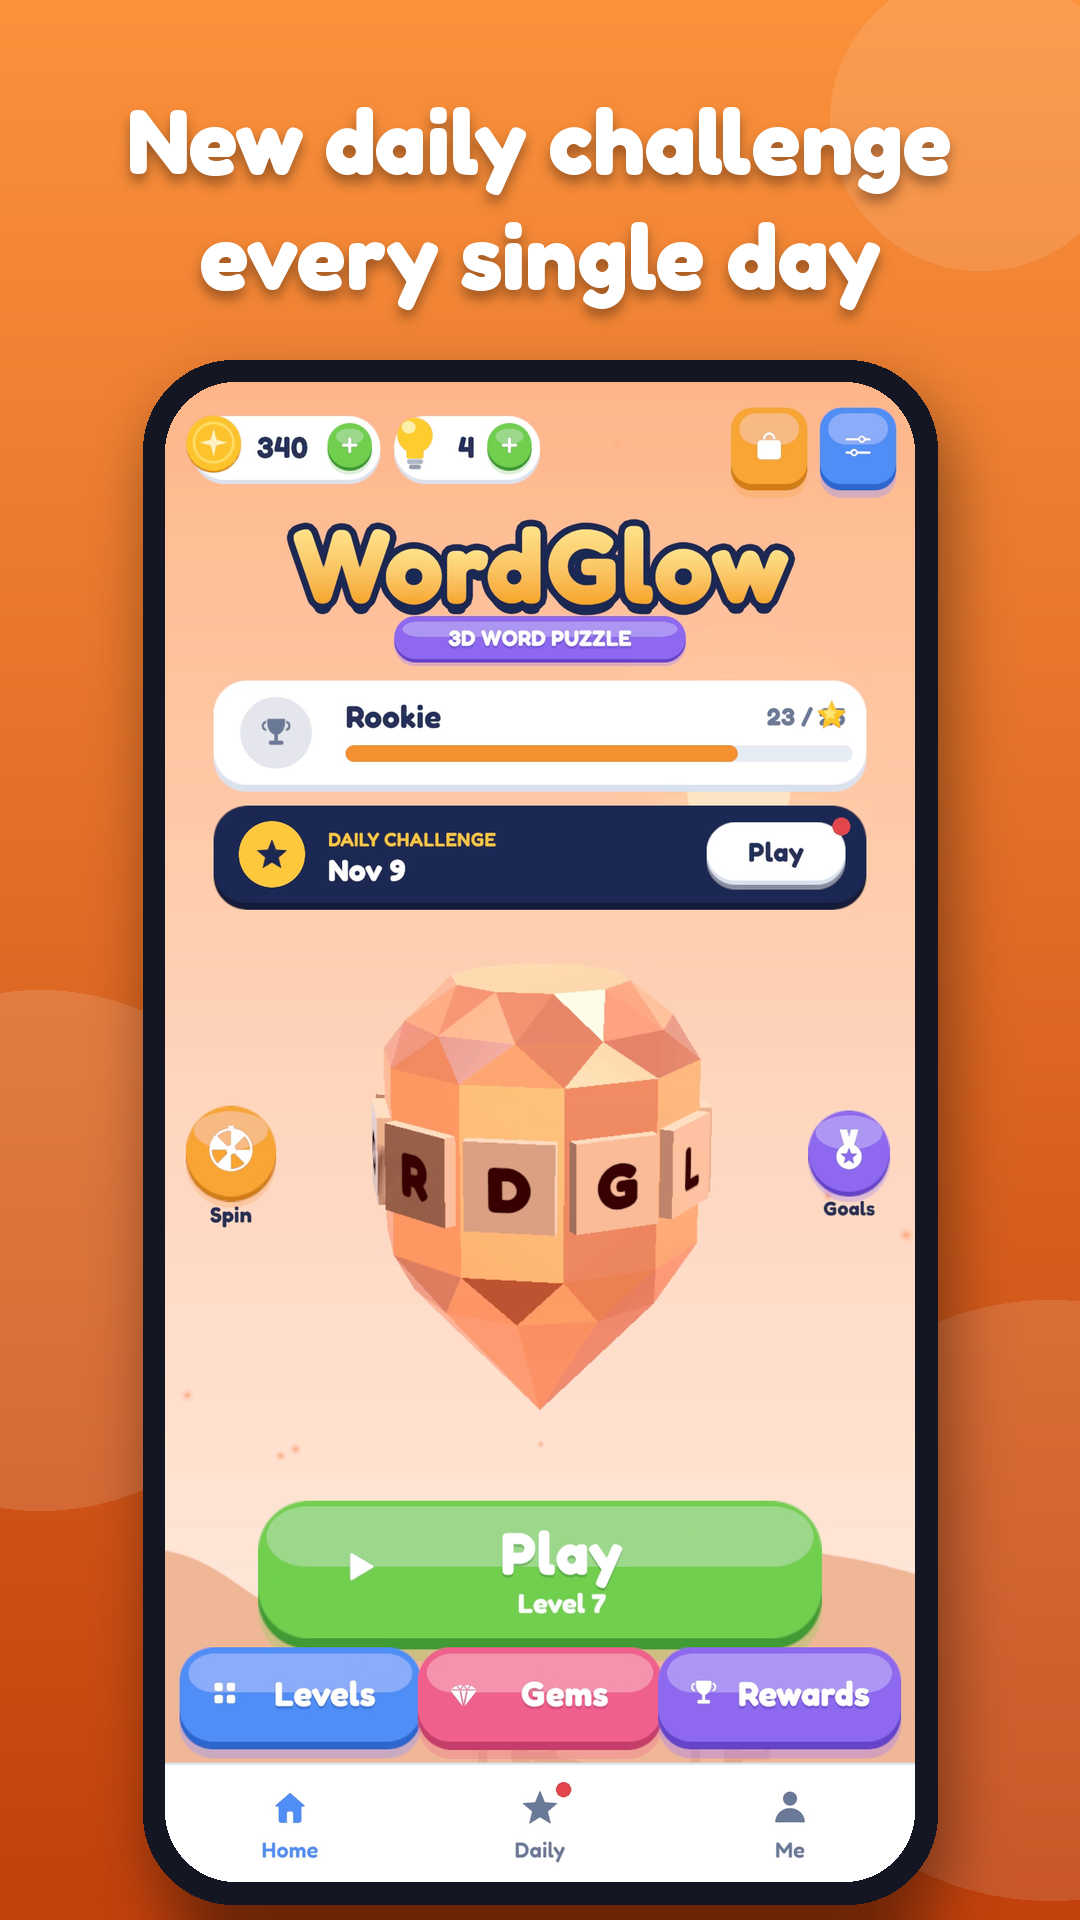 New daily challenge
every single day
340
4
WordGlow
3D WORD PUZZLE
Rookie
23 /
DAILY CHALLENGE
Nov 9
Play
R D G L
Spin
Goals
Play
Level 7
Levels
Gems
Rewards
Home
Daily
Me